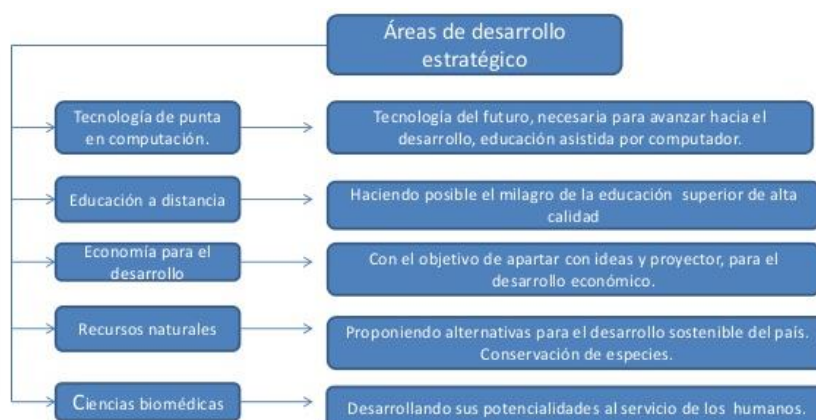 Áreas de desarrollo
estratégico
Tecnología de punta
en computación.
Tecnología del futuro, necesaria para avanzar hacia el
desarrollo, educación asistida por computador.
Educación a distancia
Haciendo posible el milagro de la educación superior de alta
calidad
Economía para el
desarrollo
Con el objetivo de apartar con ideas y proyector, para el
desarrollo económico.
Recursos naturales
Proponiendo alternativas para el desarrollo sostenible del país.
Conservación de especies.
Ciencias biomédicas
Desarrollando sus potencialidades al servicio de los humanos.